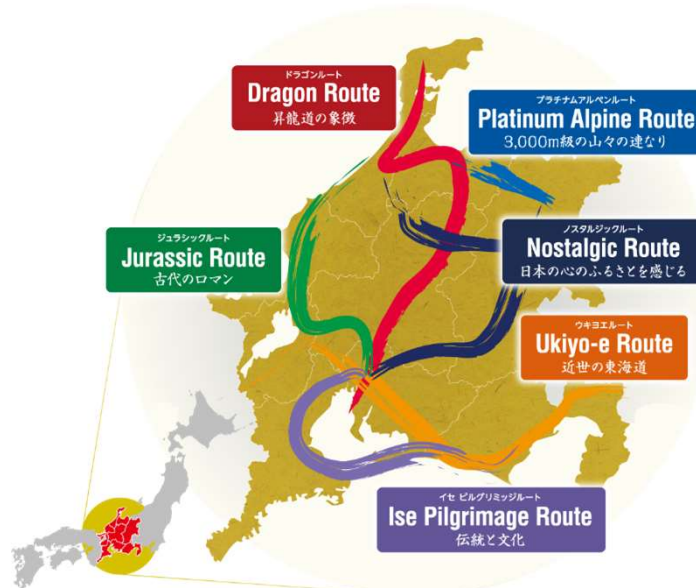 ドラゴンルート
Dragon Route
昇龍道の象徴
プラチナムアルペンルート
Platinum Alpine Route
3,000m級の山々の連なり
ジュラシックルート
Jurassic Route
古代のロマン
ノスタルジックルート
Nostalgic Route
日本の心のふるさとを感じる
ウキヨエルート
Ukiyo-e Route
近世の東海道
イセ ピルグリミッジルート
Ise Pilgrimage Route
伝統と文化